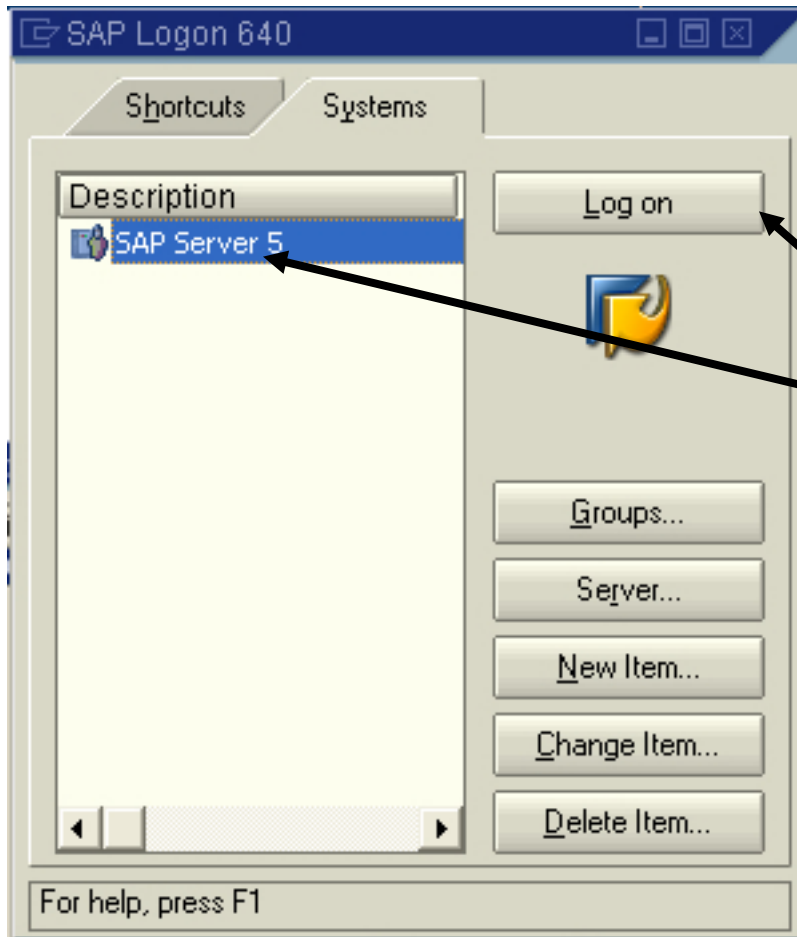 SAP Logon 640
Shortcuts Systems
Description
Log on
SAP Server 5
Groups...
Server...
New Item...
Change Item...
Delete Item...
For help, press F1